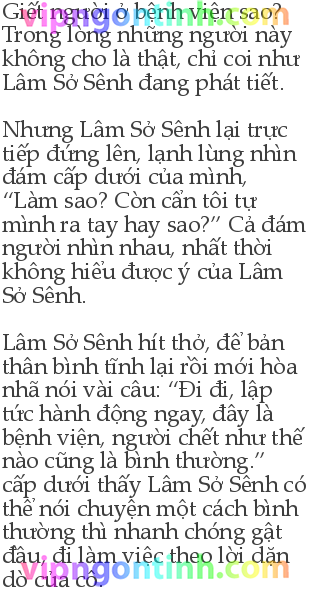 Giết người ở bệnh viện sao?
vipngontinh.com
Trong lòng những người này
không cho là thật, chỉ coi như
Lâm Sở Sênh đang phát tiết.
Nhưng Lâm Sở Sênh lại trực
tiếp đứng lên, lạnh lùng nhìn
đám cấp dưới của mình,
“Làm sao? Còn cẩn tôi tự
mình ra tay hay sao?” Cả đám
người nhìn nhau, nhất thời
không hiểu được ý của Lâm
Sở Sênh.
Lâm Sở Sênh hít thở, để bản
thân bình tĩnh lại rồi mới hòa
nhã nói vài câu: “Đi đi, lập
tức hành động ngay, đây là
bệnh viện, người chết như thế
nào cũng là bình thường.”
cấp dưới thấy Lâm Sở Sênh có
thể nói chuyện một cách bình
thường thì nhanh chóng gật
đầu, đi làm việc theo lời dặn
vipngontinh.com
dò của cô.